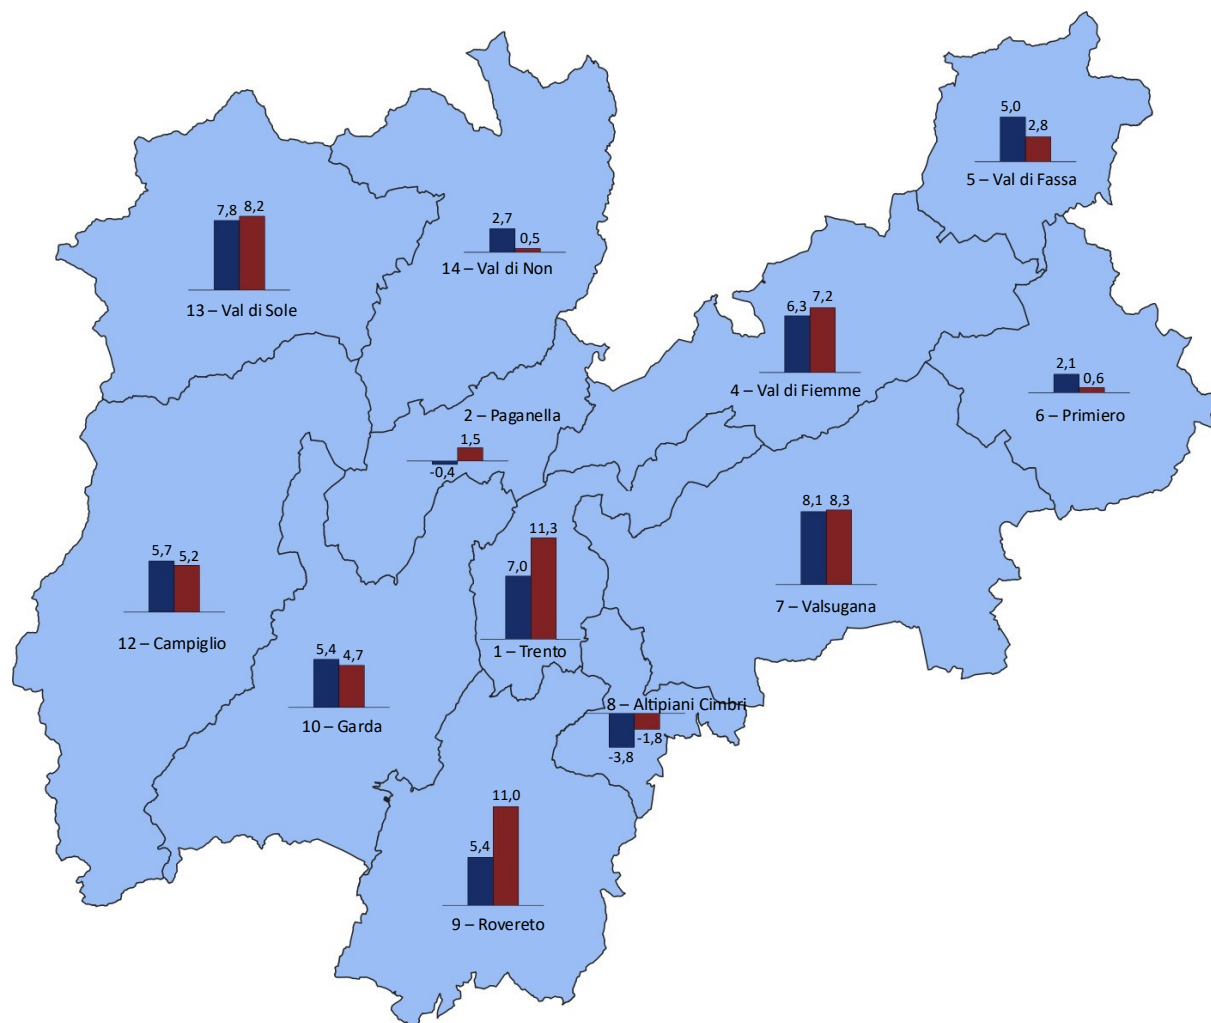 5,0
2,8
5 – Val di Fassa
7,8 8,2
13 – Val di Sole
2,7
0,5
14 – Val di Non
6,3 7,2
4 – Val di Fiemme
2,1
0,6
6 – Primiero
2 – Paganella
1,5
-0,4
8,1 8,3
7 – Valsugana
7,0
11,3
1 – Trento
5,7 5,2
12 – Campiglio
5,4 4,7
10 – Garda
8 – Altipiani Cimbri
-3,8
-1,8
5,4
11,0
9 – Rovereto